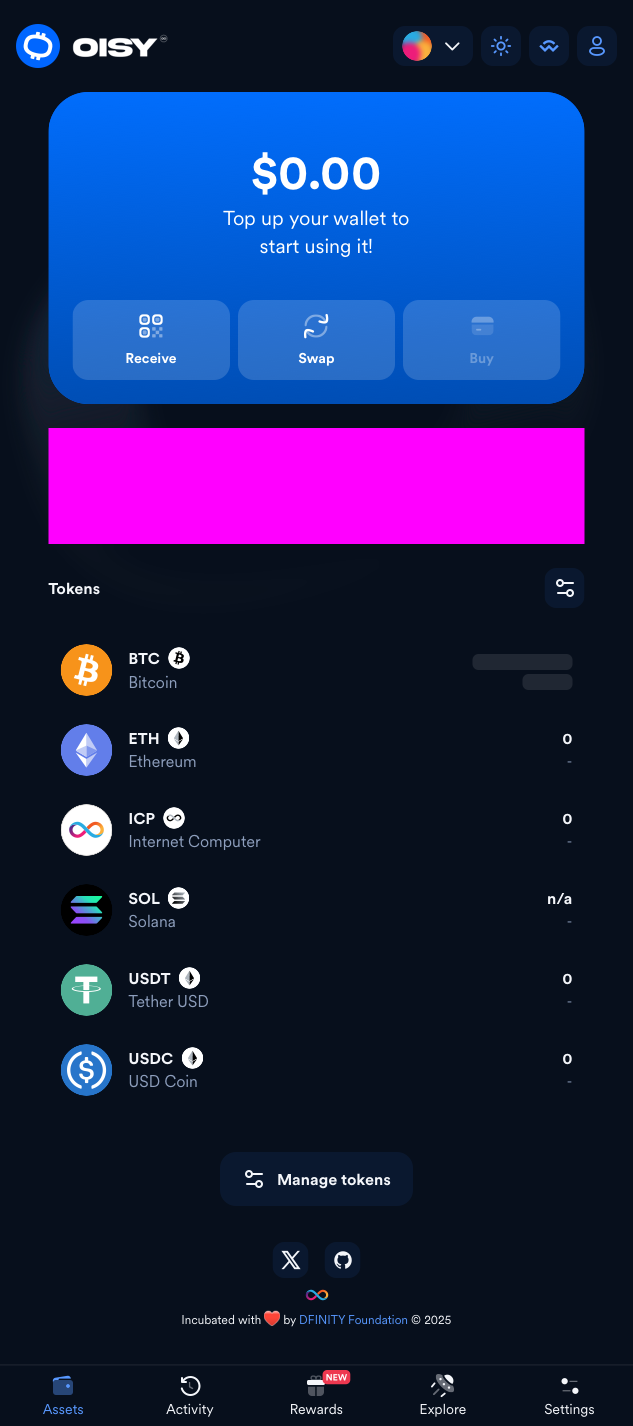 OISY
$0.00
Top up your wallet to
start using it!
Receive
Swap
Buy
Tokens
BTC
Bitcoin
ETH
0
Ethereum
-
ICP
0
Internet Computer
-
SOL
n/a
Solana
-
USDT
0
Tether USD
-
USDC
0
USD Coin
-
Manage tokens
Incubated with ❤️ by DFINITY Foundation © 2025
NEW
Assets
Activity
Rewards
Explore
Settings